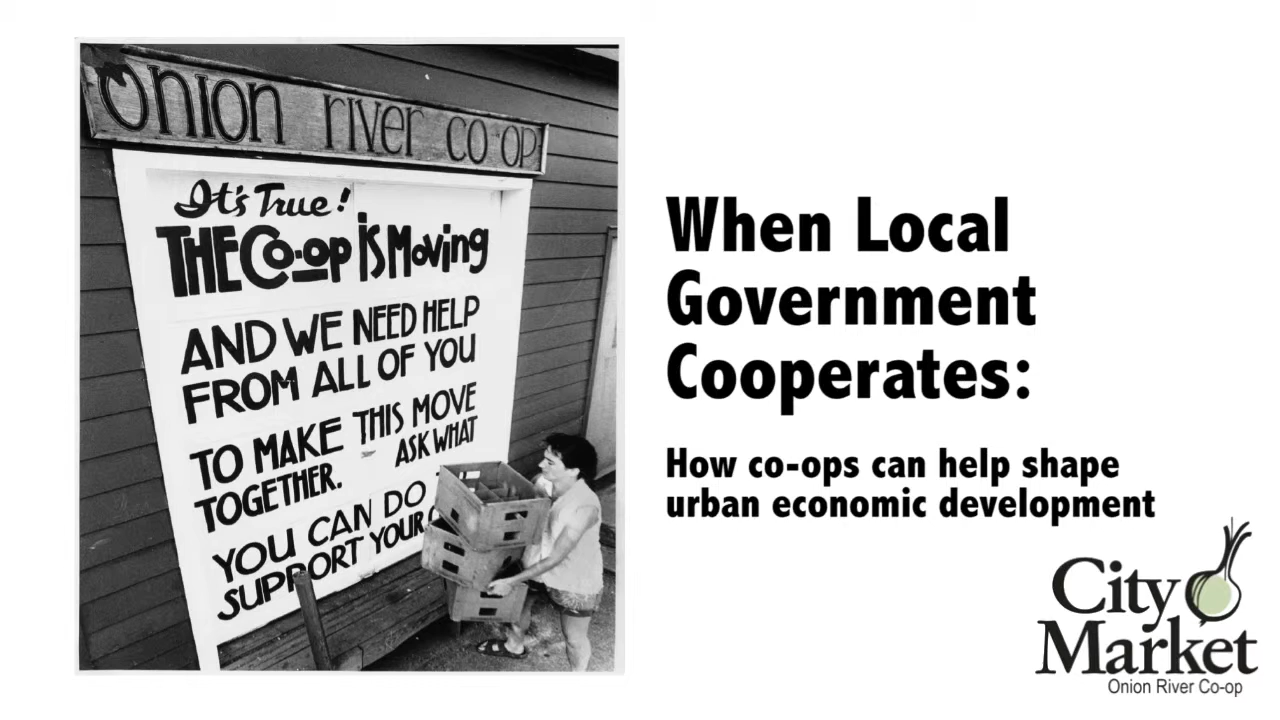 onion river co-op
It's True!
THE Co-op iS Moving
AND WE NEED HELP
FROM ALL OF YOU
TO MAKE THIS MOVE
TOGETHER. ASK WHAT
YOU CAN DO
SUPPORT YOUR
When Local
Government
Cooperates:
How co-ops can help shape
urban economic development
City
Market
Onion River Co-op